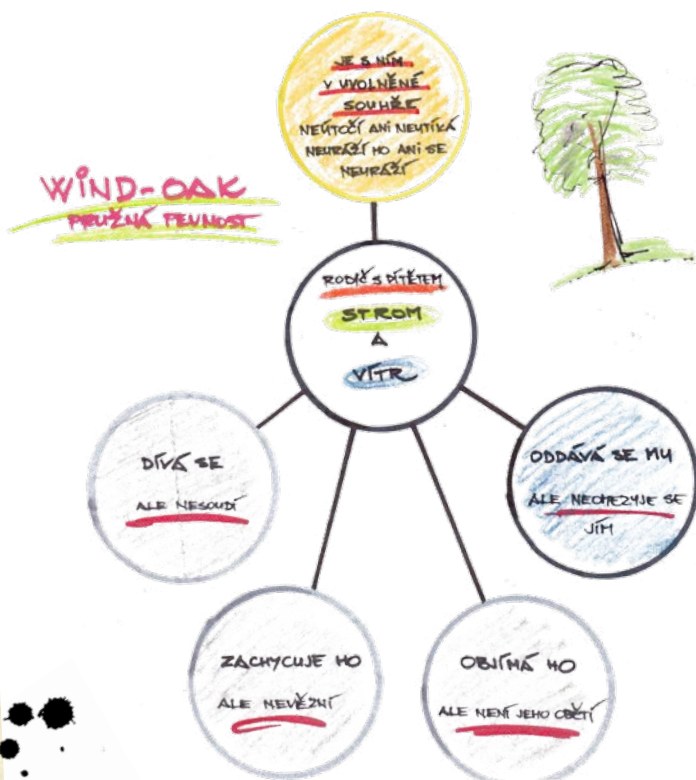 JE S NÍM
V UVOLNĚNÉ
SOUHŘE
NEÚTOČÍ ANI NEUTÍKÁ
NEURÁŽÍ HO ANI SE
NEURÁŽÍ
WIND-OAK
PRUŽNÁ PEVNOST
RODIČ S DÍTĚTEM
STROM
A
VÍTR
DÍVÁ SE
ALE NESOUDÍ
ODDÁVÁ SE MU
ALE NEOMEZUJE SE
JÍM
ZACHYCUJE HO
ALE NEVĚZNÍ
OBJÍMÁ HO
ALE NENÍ JEHO OBĚTÍ